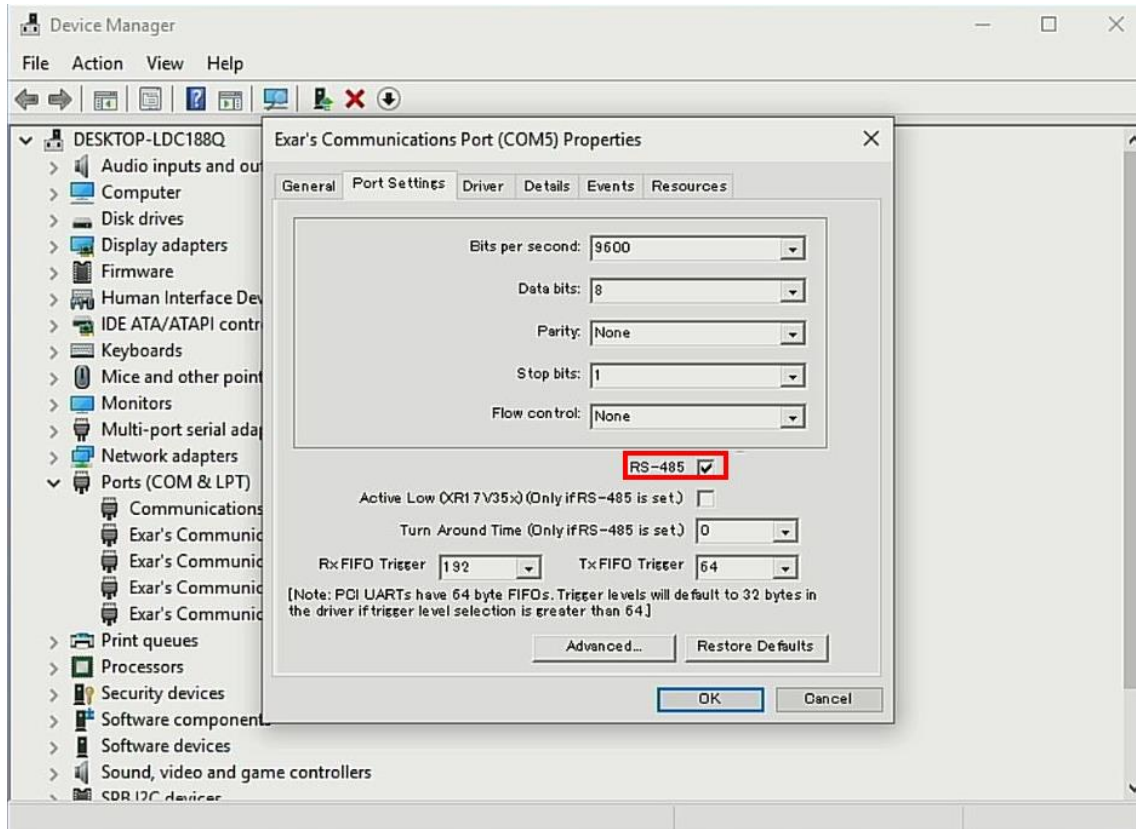 Device Manager
File Action View Help
DESKTOP-LDC188Q
Audio inputs and out
Computer
Disk drives
Display adapters
Firmware
Human Interface Dev
IDE ATA/ATAPI contr
Keyboards
Mice and other point
Monitors
Multi-port serial adap
Network adapters
Ports (COM & LPT)
Communications
Exar's Communic
Exar's Communic
Exar's Communic
Exar's Communic
Print queues
Processors
Security devices
Software component
Software devices
Sound, video and game controllers
SPB I2C devices
Exar's Communications Port (COM5) Properties
General Port Settings Driver Details Events Resources
Bits per second: 9600
Data bits: 8
Parity: None
Stop bits: 1
Flow control: None
RS-485
Active Low (XR17V35x) (Only if RS-485 is set.)
Turn Around Time (Only if RS-485 is set.) 0
Rx FIFO Trigger 192 Tx FIFO Trigger 64
[Note: PCI UARTs have 64 byte FIFOs. Trigger levels will default to 32 bytes in
the driver if trigger level selection is greater than 64.]
Advanced... Restore Defaults
OK Cancel